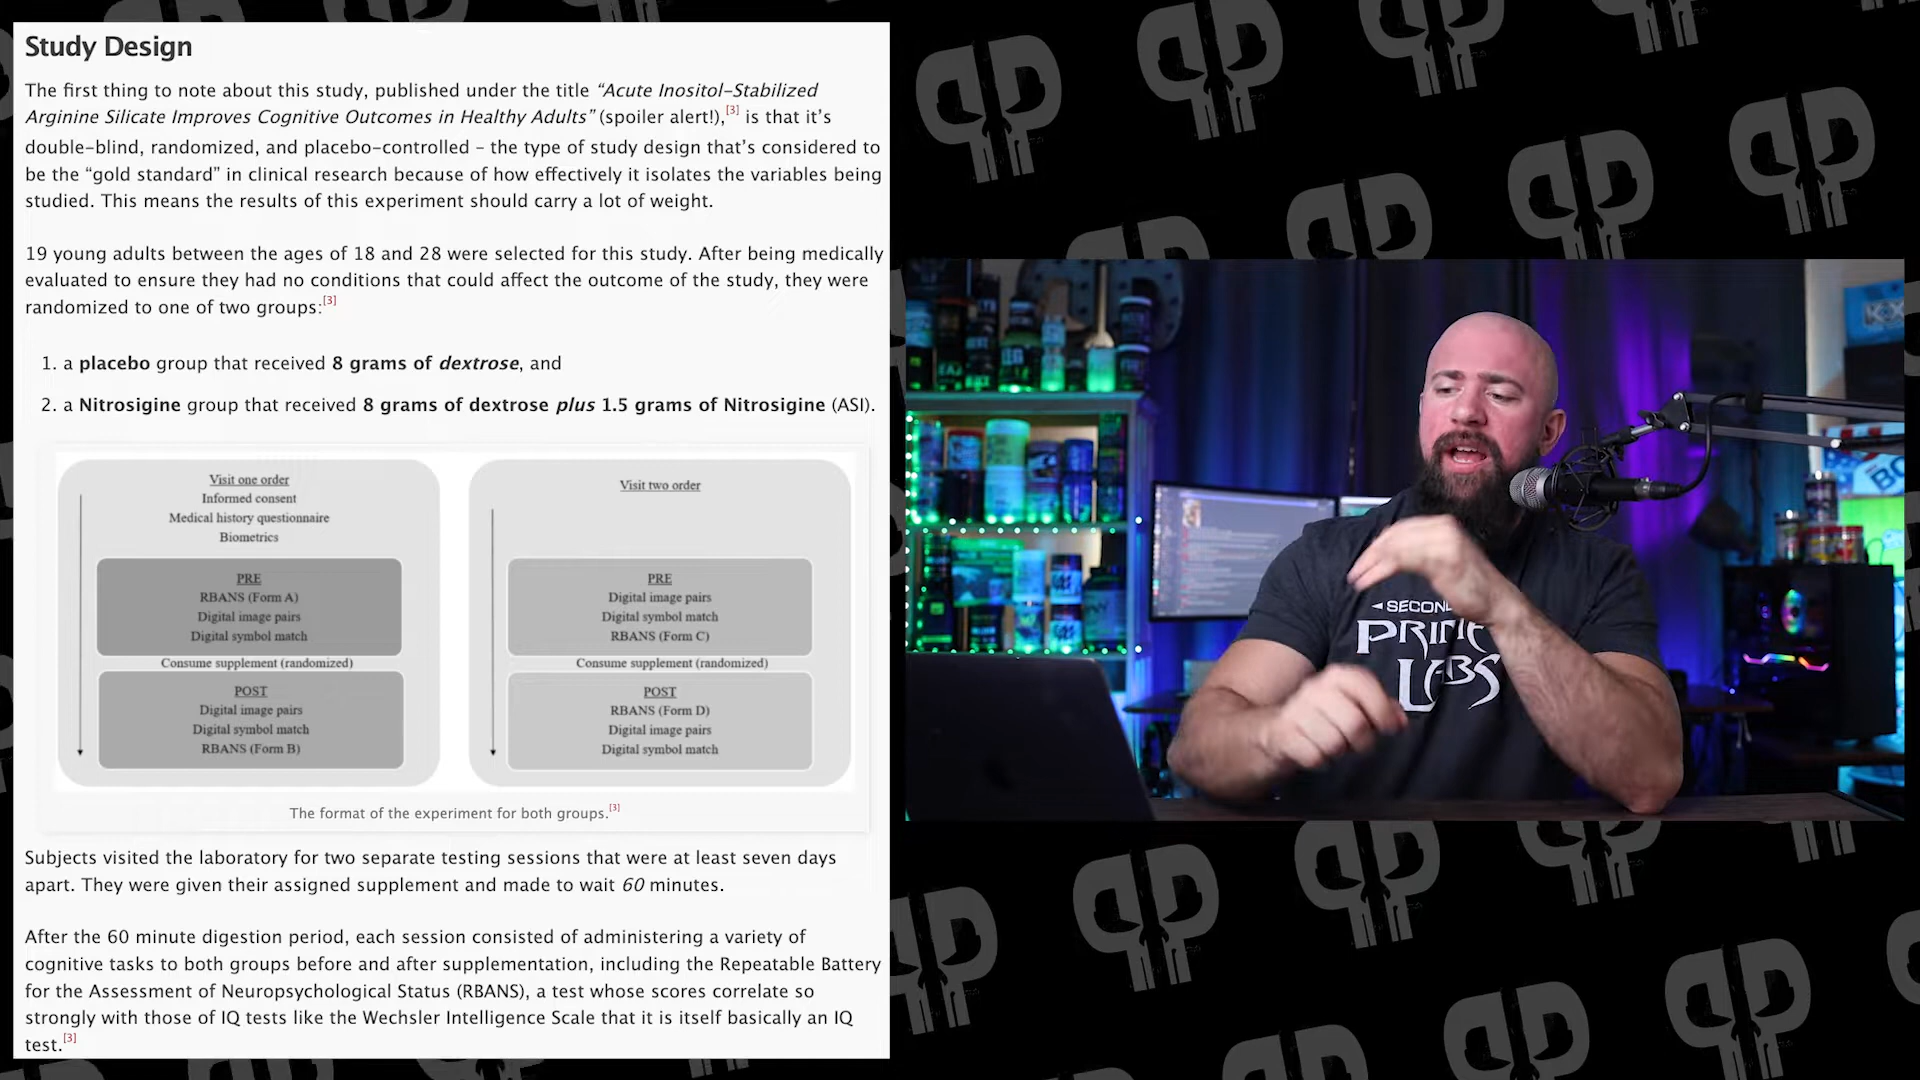 Study Design
The first thing to note about this study, published under the title “Acute Inositol-Stabilized
Arginine Silicate Improves Cognitive Outcomes in Healthy Adults” (spoiler alert!),[3] is that it’s
double-blind, randomized, and placebo-controlled – the type of study design that’s considered to
be the “gold standard” in clinical research because of how effectively it isolates the variables being
studied. This means the results of this experiment should carry a lot of weight.
19 young adults between the ages of 18 and 28 were selected for this study. After being medically
evaluated to ensure they had no conditions that could affect the outcome of the study, they were
randomized to one of two groups:[3]
1. a placebo group that received 8 grams of dextrose, and
2. a Nitrosigine group that received 8 grams of dextrose plus 1.5 grams of Nitrosigine (ASI).
Visit one order
Informed consent
Medical history questionnaire
Biometrics
PRE
RBANS (Form A)
Digital image pairs
Digital symbol match
Consume supplement (randomized)
POST
Digital image pairs
Digital symbol match
RBANS (Form B)
Visit two order
PRE
Digital image pairs
Digital symbol match
RBANS (Form C)
Consume supplement (randomized)
POST
RBANS (Form D)
Digital image pairs
Digital symbol match
The format of the experiment for both groups.[3]
Subjects visited the laboratory for two separate testing sessions that were at least seven days
apart. They were given their assigned supplement and made to wait 60 minutes.
After the 60 minute digestion period, each session consisted of administering a variety of
cognitive tasks to both groups before and after supplementation, including the Repeatable Battery
for the Assessment of Neuropsychological Status (RBANS), a test whose scores correlate so
strongly with those of IQ tests like the Wechsler Intelligence Scale that it is itself basically an IQ
test.[3]
LABS